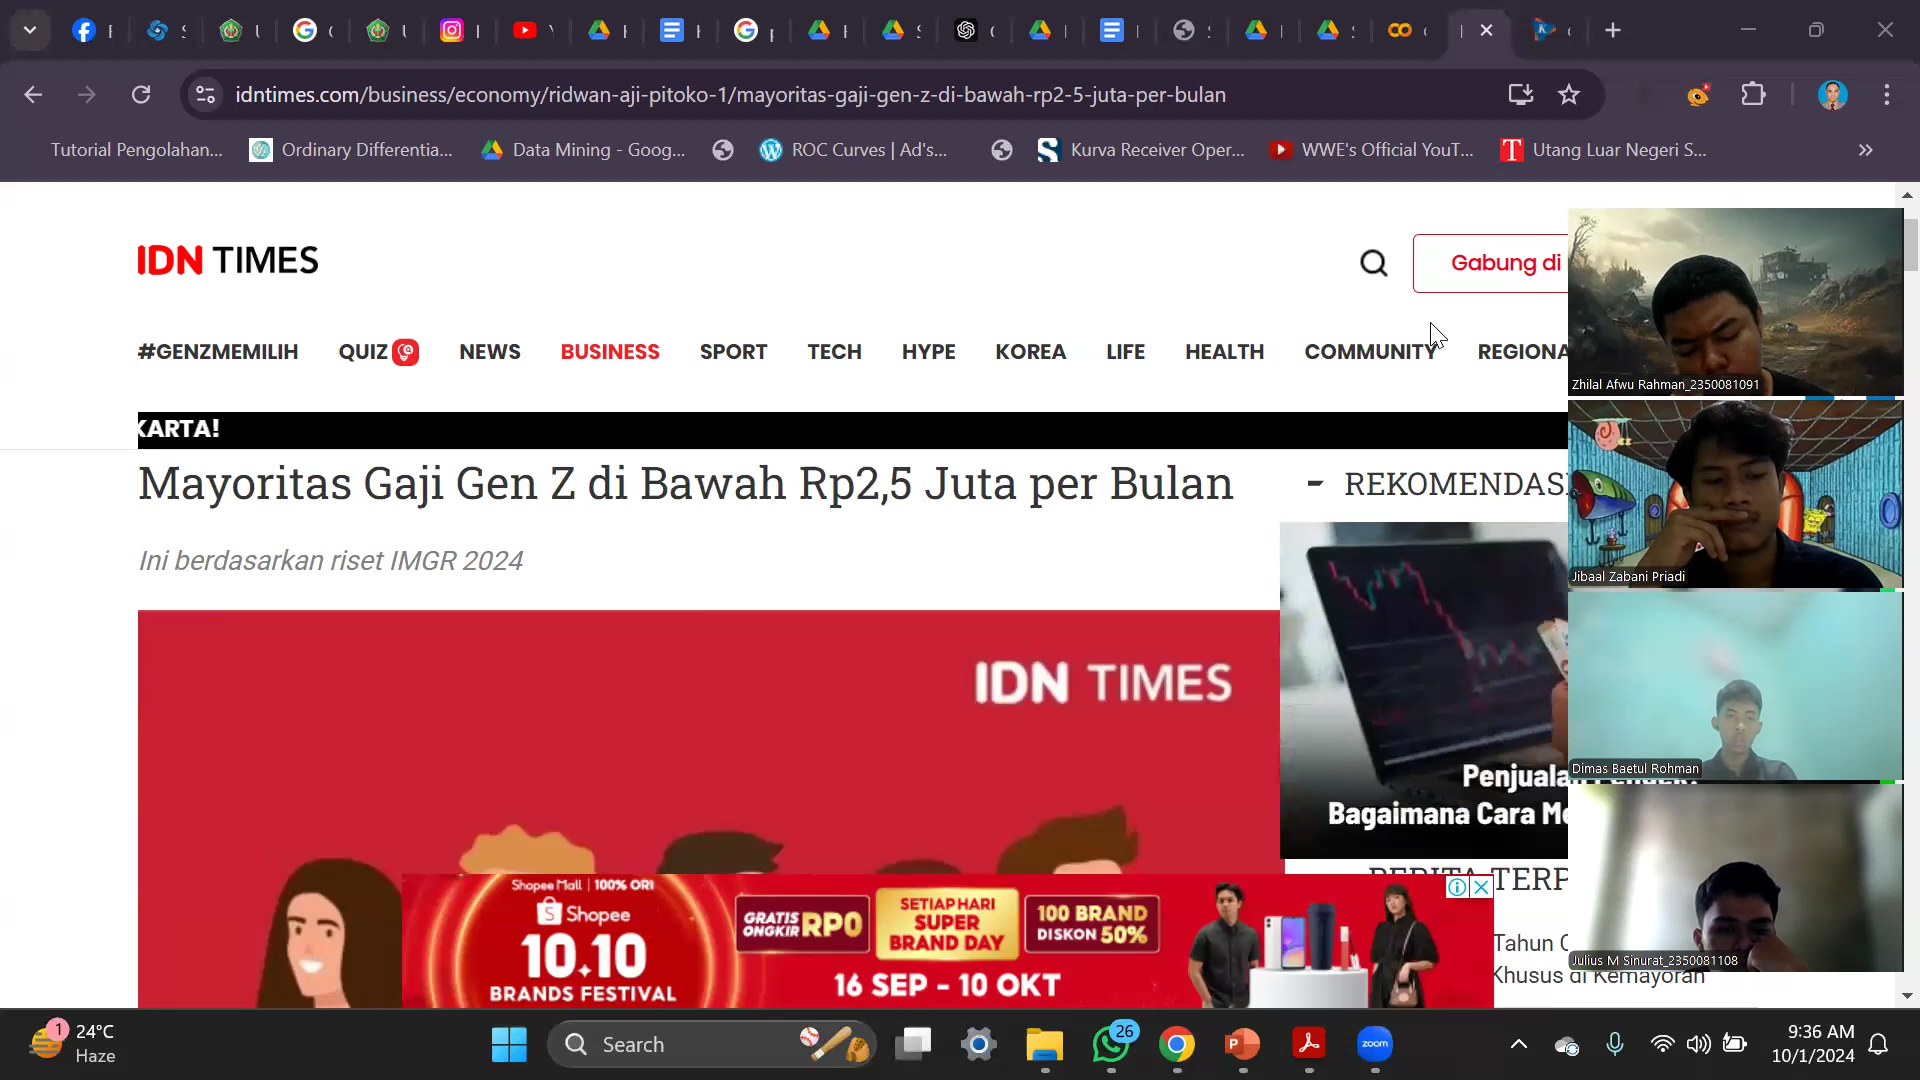 idntimes.com/business/economy/ridwan-aji-pitoko-1/mayoritas-gaji-gen-z-di-bawah-rp2-5-juta-per-bulan
Tutorial Pengolahan...
Ordinary Differentia...
Data Mining - Goog...
ROC Curves | Ad's...
Kurva Receiver Oper...
WWE's Official YouT...
Utang Luar Negeri S...
IDN TIMES
Gabung di
#GENZMEMILIH QUIZ NEWS BUSINESS SPORT TECH HYPE KOREA LIFE HEALTH COMMUNITY REGIONA
KARTA!
Mayoritas Gaji Gen Z di Bawah Rp2,5 Juta per Bulan
Ini berdasarkan riset IMGR 2024
IDN TIMES
REKOMENDASI
Bagaimana Cara
Tahun
Khusus di Kemayoran
Shopee Mall | 100% ORI
Shopee
10.10
BRANDS FESTIVAL
GRATIS ONGKIR RP0
SETIAP HARI
SUPER
BRAND DAY
100 BRAND
DISKON 50%
16 SEP - 10 OKT
Zhilal Afwu Rahman_2350081091
Jibaal Zabani Priadi
Dimas Baetul Rohman
Julius M Sinurat_2350081108
1
24°C
Haze
Search
26
zoom
9:36 AM
10/1/2024